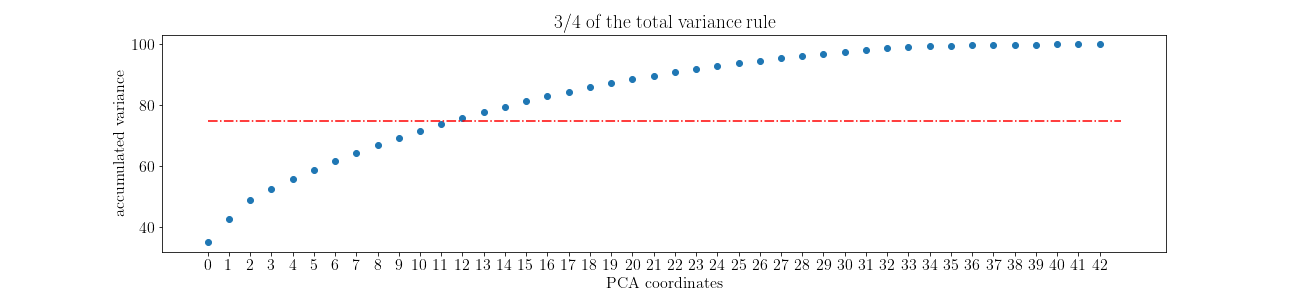 3/4 of the total variance rule
accumulated variance
100
80
60
40
0 1 2 3 4 5 6 7 8 9 10 11 12 13 14 15 16 17 18 19 20 21 22 23 24 25 26 27 28 29 30 31 32 33 34 35 36 37 38 39 40 41 42
PCA coordinates